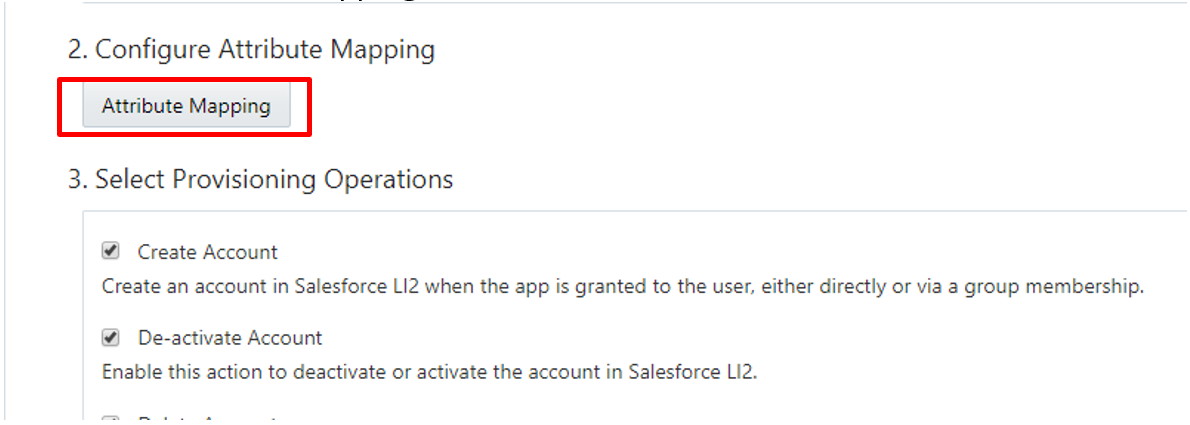 2. Configure Attribute Mapping
Attribute Mapping
3. Select Provisioning Operations
Create Account
Create an account in Salesforce LI2 when the app is granted to the user, either directly or via a group membership.
De-activate Account
Enable this action to deactivate or activate the account in Salesforce LI2.